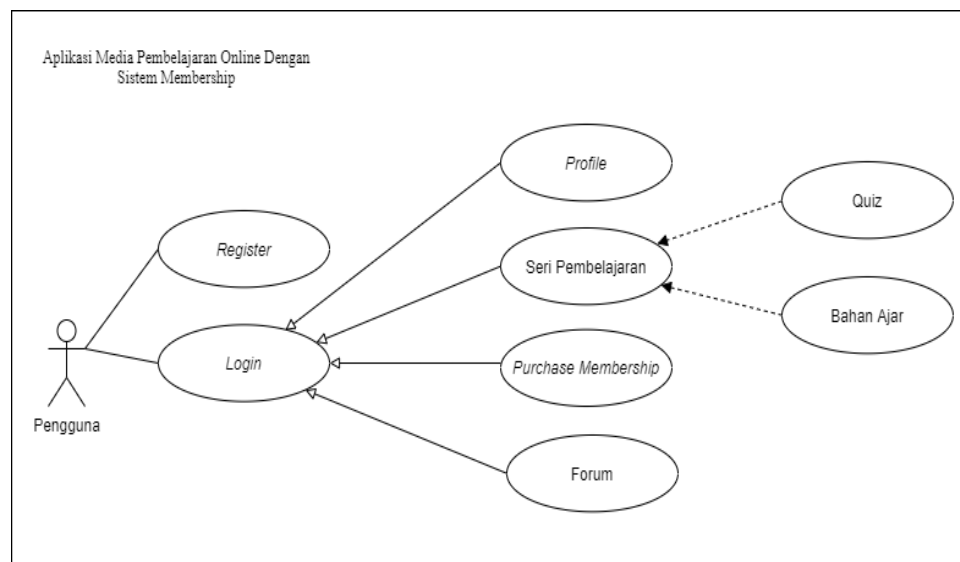 Aplikasi Media Pembelajaran Online Dengan
Sistem Membership
Profile
Quiz
Register
Seri Pembelajaran
Bahan Ajar
Login
Purchase Membership
Pengguna
Forum